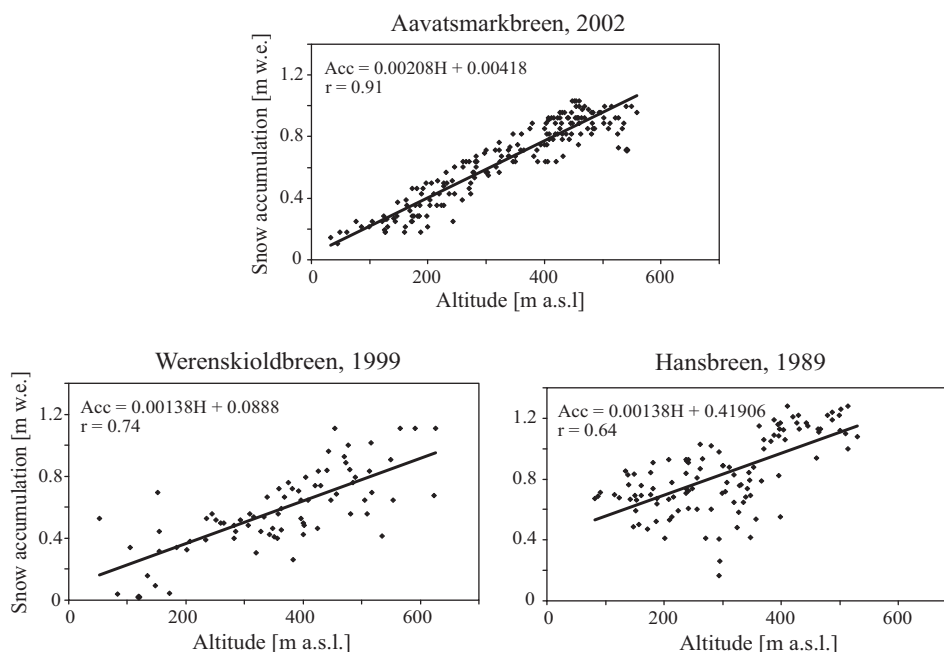 Aavatsmarkbreen, 2002
Snow accumulation [m w.e.]
1.2
0.8
0.4
0
Acc = 0.00208H + 0.00418
r = 0.91
0 200 400 600
Altitude [m a.s.l]
Werenskioldbreen, 1999
Snow accumulation [m w.e.]
1.2
0.8
0.4
0
Acc = 0.00138H + 0.0888
r = 0.74
0 200 400 600
Altitude [m a.s.l.]
Hansbreen, 1989
1.2
0.8
0.4
0
Acc = 0.00138H + 0.41906
r = 0.64
0 200 400 600
Altitude [m a.s.l.]